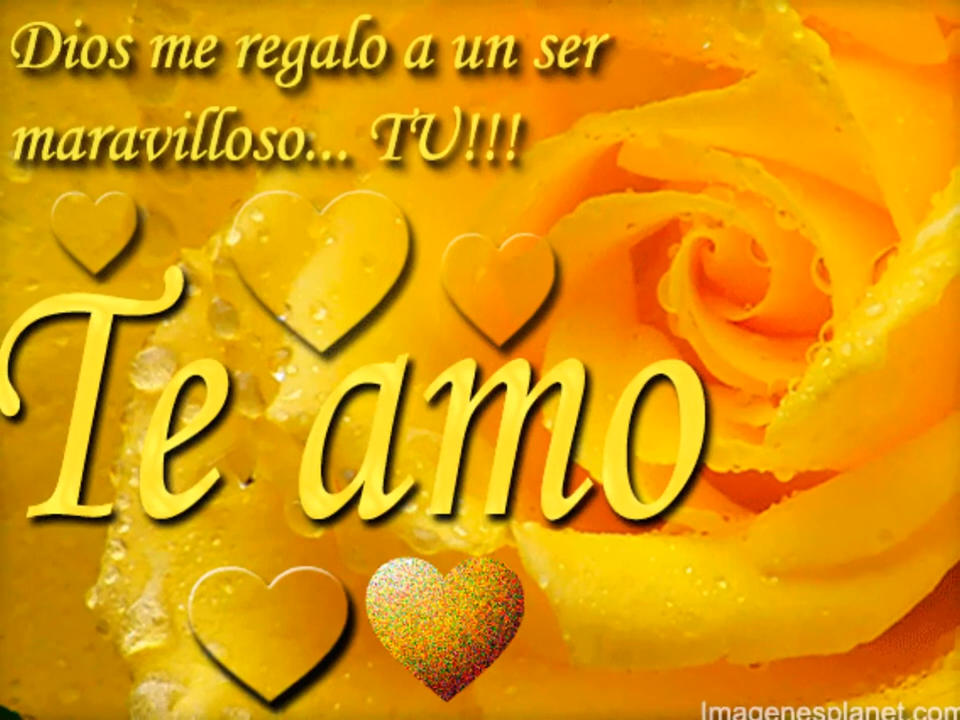 Dios me regalo a un ser
maravilloso... TU!!!
Te amo
Imagenesplanet.com